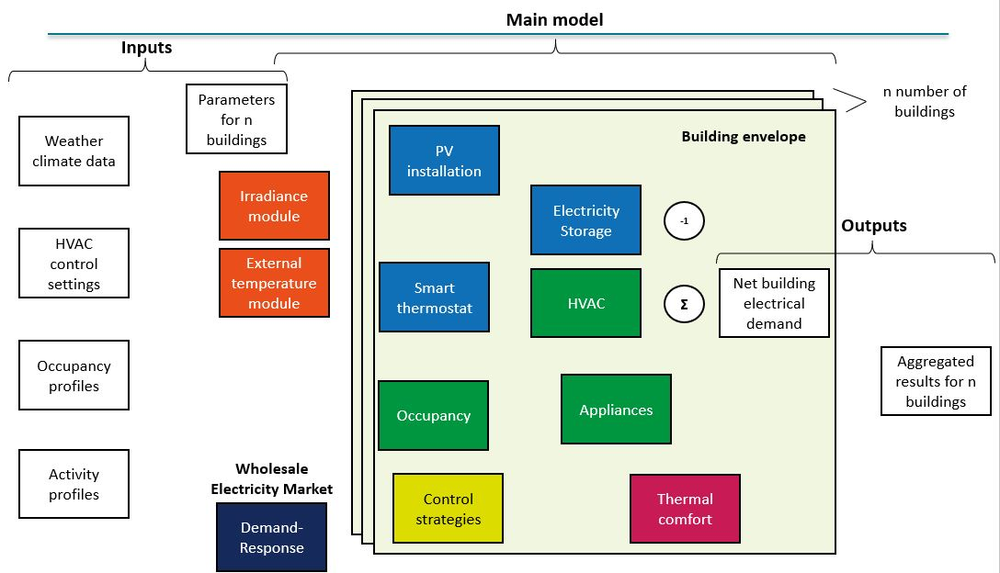 Main model
Inputs
Parameters
for n
buildings
n number of
buildings
Weather
climate data
PV
installation
Building envelope
Irradiance
module
Electricity
Storage
-1
Outputs
HVAC
control
settings
External
temperature
module
Smart
thermostat
HVAC
Σ
Net building
electrical
demand
Occupancy
profiles
Aggregated
results for n
buildings
Occupancy
Appliances
Activity
profiles
Wholesale
Electricity Market
Demand-
Response
Control
strategies
Thermal
comfort